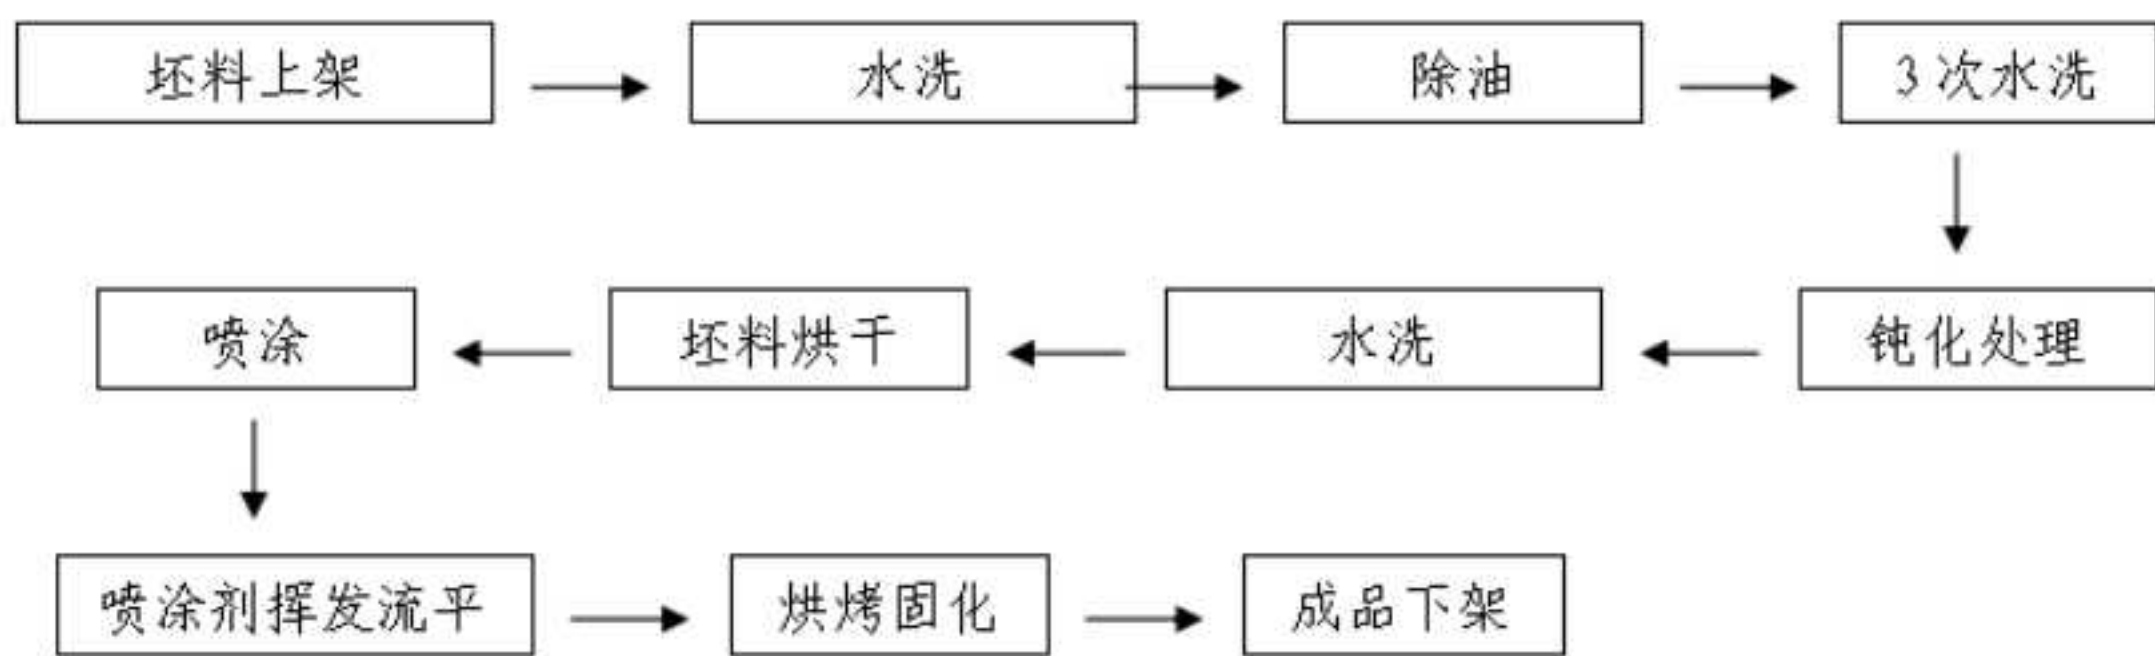 坯料上架
水洗
除油
3次水洗
钝化处理
水洗
坯料烘干
喷涂
喷涂剂挥发流平
烘烤固化
成品下架